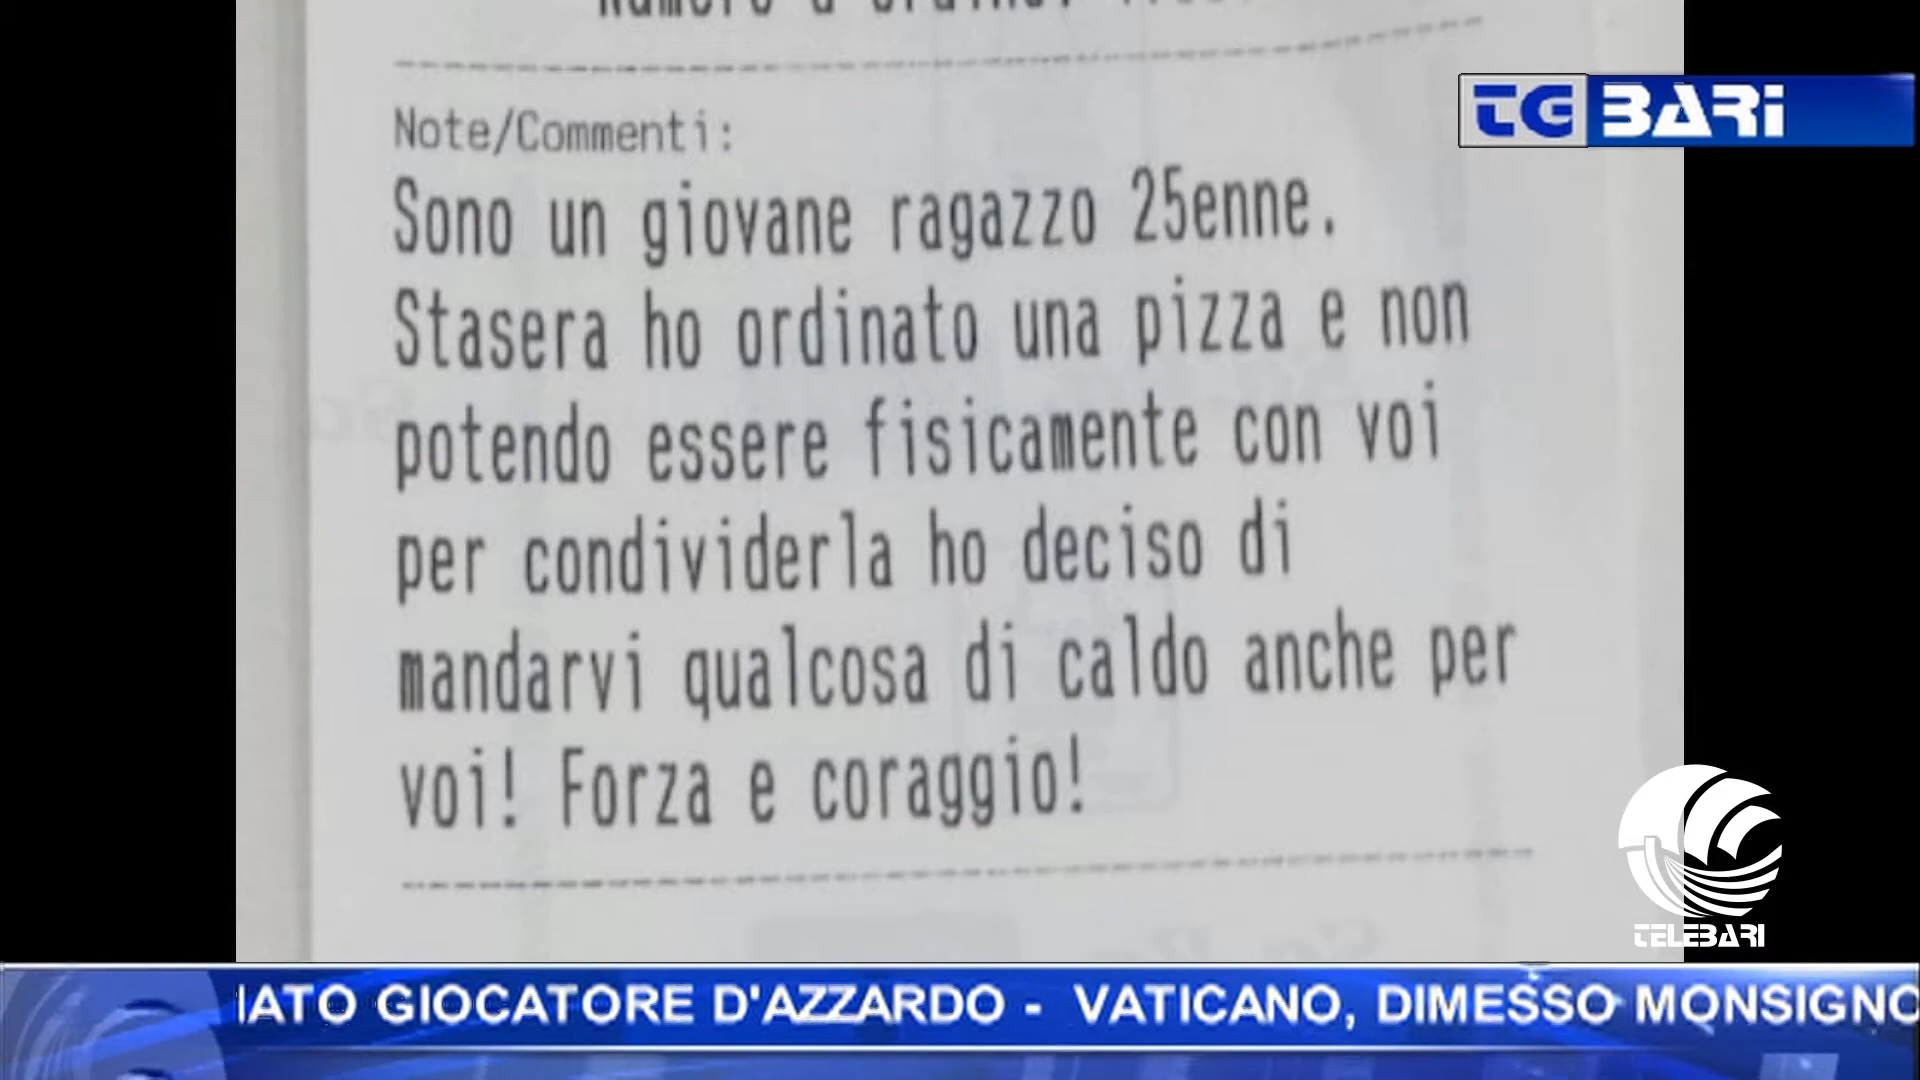 Note/Commenti:
Sono un giovane ragazzo 25enne.
Stasera ho ordinato una pizza e non
potendo essere fisicamente con voi
per condividerla ho deciso di
mandarvi qualcosa di caldo anche per
voi! Forza e coraggio!
TG BARI
TELEBARI
GIOCATORE D'AZZARDO - VATICANO, DIMESSO